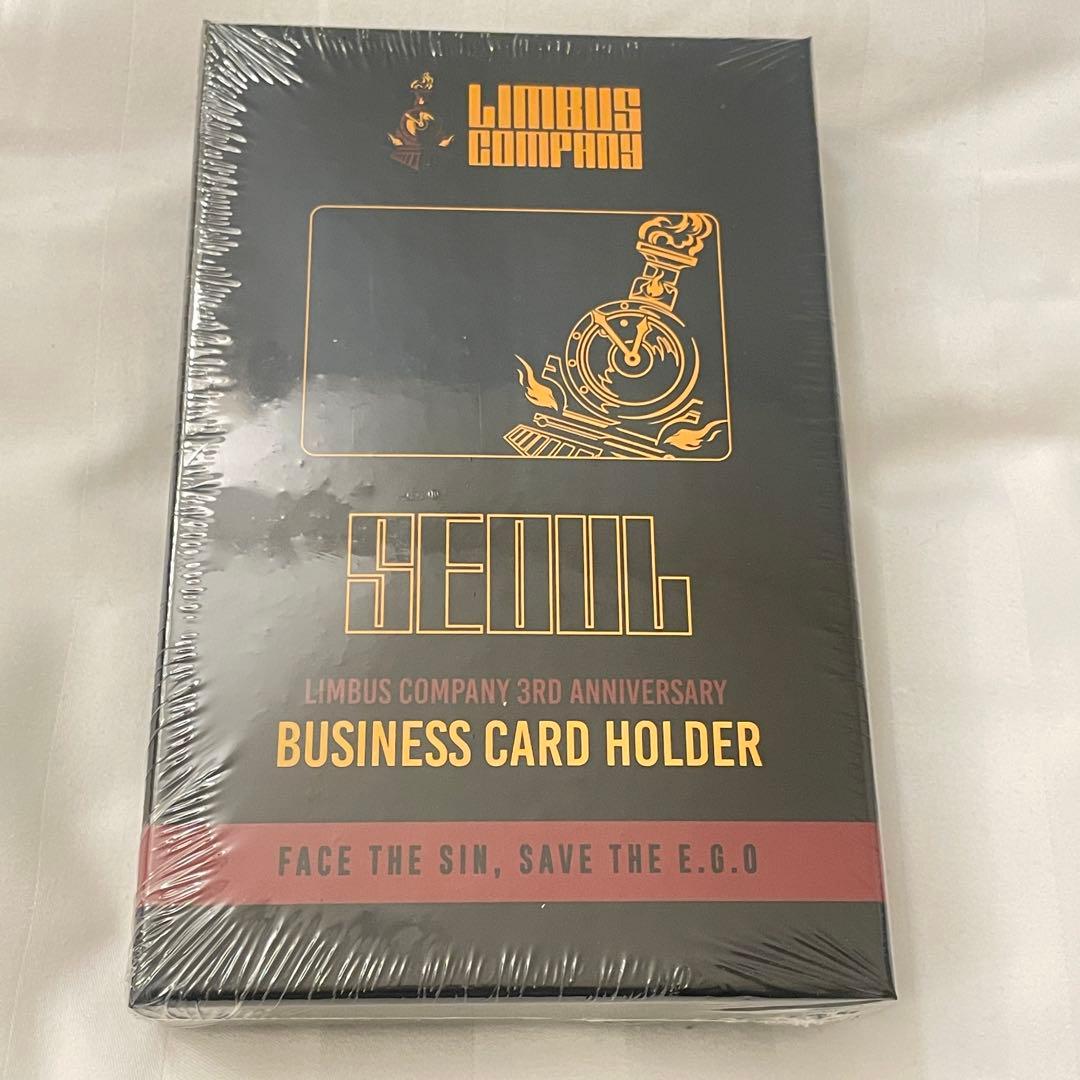 LIMBUS
COMPANY
SEOUL
LIMBUS COMPANY 3RD ANNIVERSARY
BUSINESS CARD HOLDER
FACE THE SIN, SAVE THE E.G.O